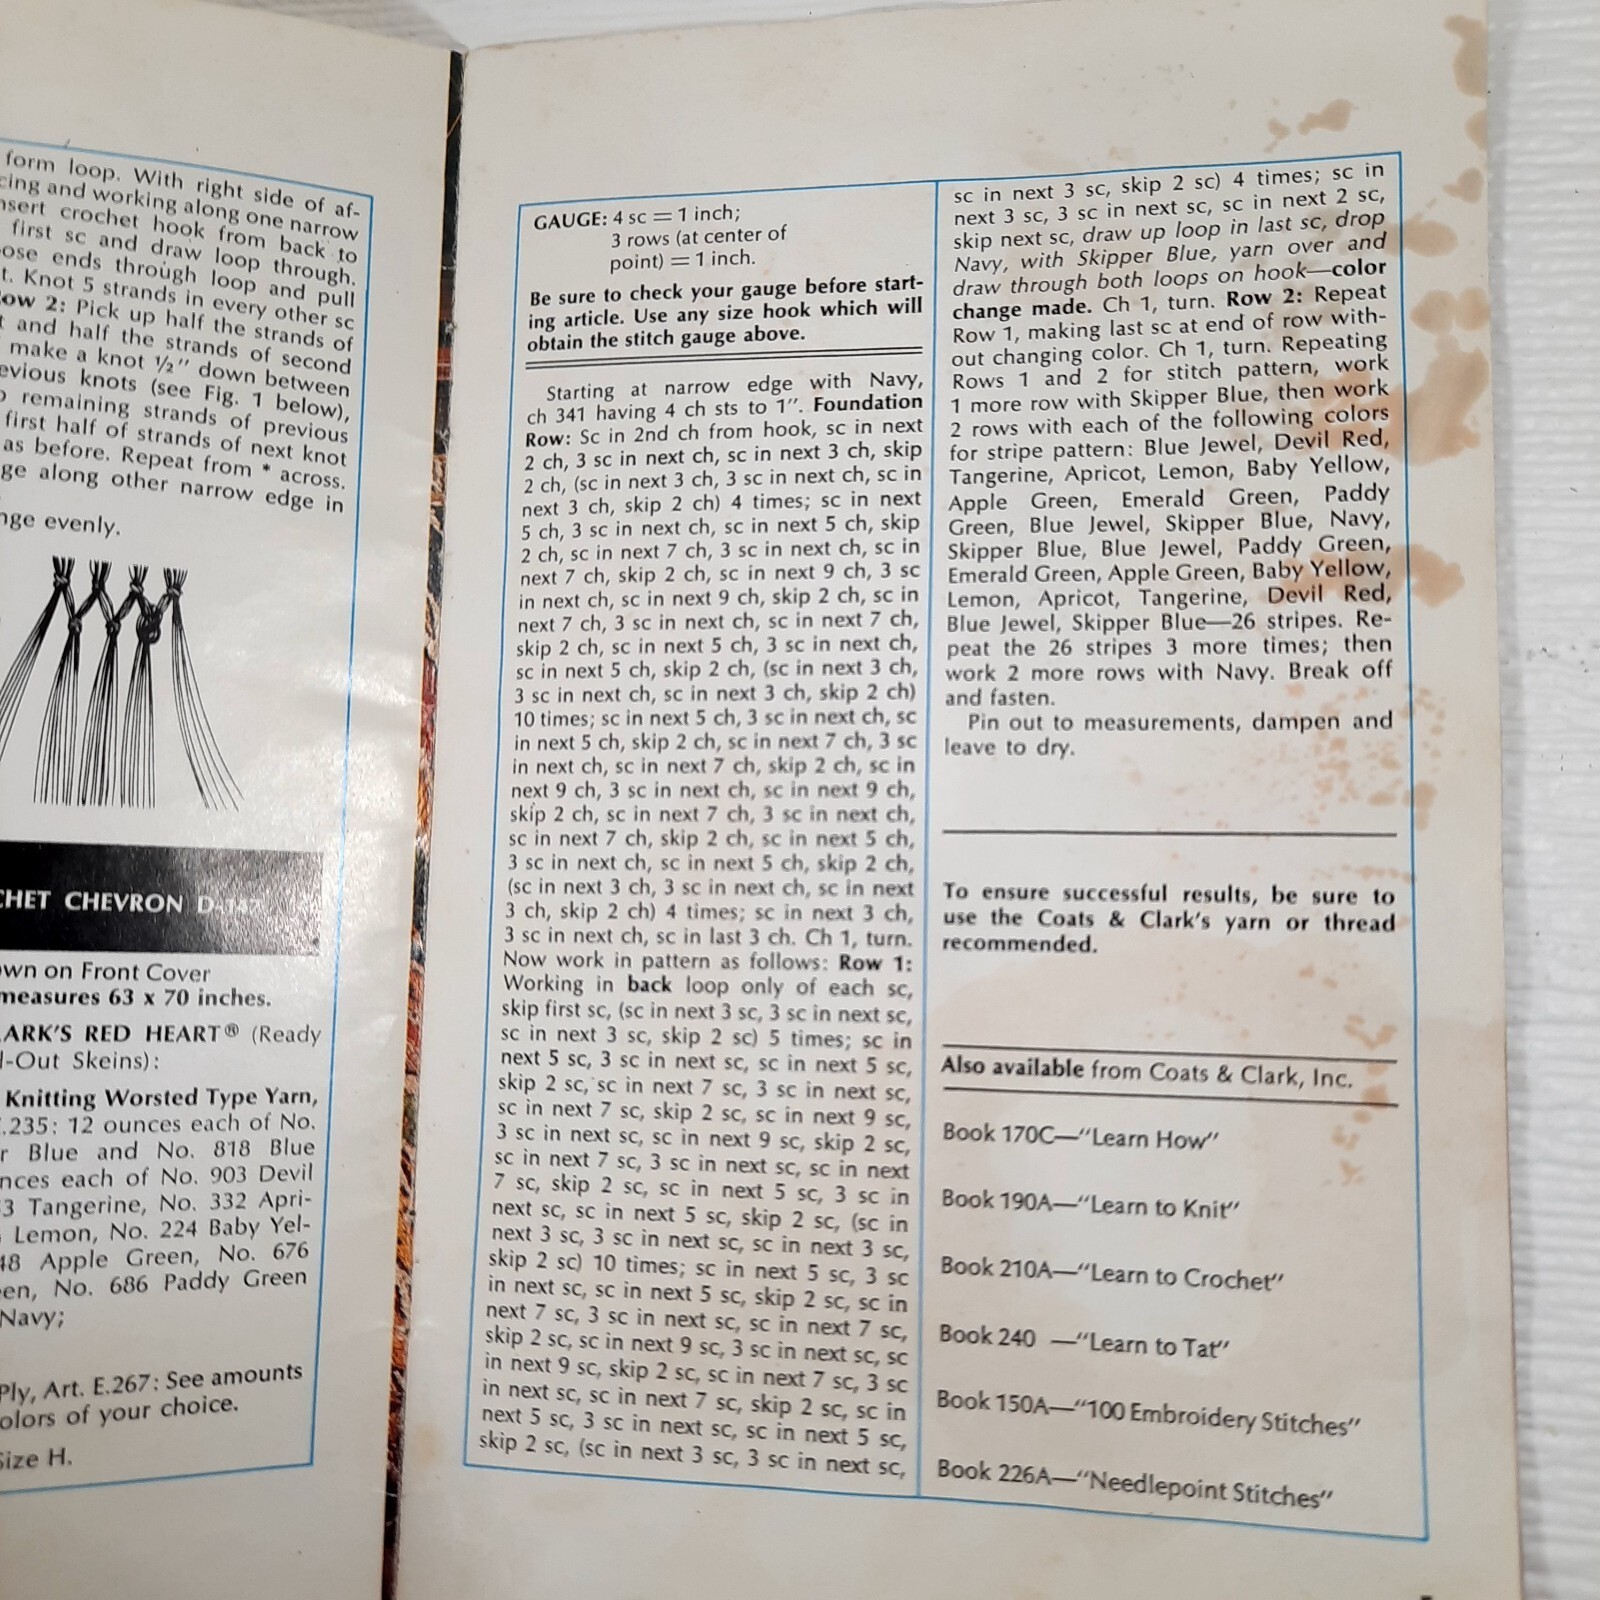 form loop. With right side of af-
cing and working along one narrow
nsert crochet hook from back to
first sc and draw loop through.
ose ends through loop and pull
t. Knot 5 strands in every other sc
ow 2: Pick up half the strands of
t and half the strands of second
make a knot ½" down between
evious knots (see Fig. 1 below),
remaining strands of previous
first half of strands of next knot
as before. Repeat from * across.
ge along other narrow edge in
nge evenly.
CHET CHEVRON D-147
own on Front Cover
measures 63 x 70 inches.
ARK'S RED HEART® (Ready
l-Out Skeins):
Knitting Worsted Type Yarn,
.235: 12 ounces each of No.
r Blue and No. 818 Blue
nces each of No. 903 Devil
3 Tangerine, No. 332 Apri-
Lemon, No. 224 Baby Yel-
48 Apple Green, No. 676
en, No. 686 Paddy Green
Navy;
Ply, Art. E.267: See amounts
olors of your choice.
Size H.
GAUGE: 4 sc = 1 inch;
3 rows (at center of
point) = 1 inch.
Be sure to check your gauge before start-
ing article. Use any size hook which will
obtain the stitch gauge above.
Starting at narrow edge with Navy,
ch 341 having 4 ch sts to 1". Foundation
Row: Sc in 2nd ch from hook, sc in next
2 ch, 3 sc in next ch, sc in next 3 ch, skip
2 ch, (sc in next 3 ch, 3 sc in next ch, sc in
next 3 ch, skip 2 ch) 4 times; sc in next
5 ch, 3 sc in next ch, sc in next 5 ch, skip
2 ch, sc in next 7 ch, 3 sc in next ch, sc in
next 7 ch, skip 2 ch, sc in next 9 ch, 3 sc
in next ch, sc in next 9 ch, skip 2 ch, sc in
next 7 ch, 3 sc in next ch, sc in next 7 ch,
skip 2 ch, sc in next 5 ch, 3 sc in next ch,
sc in next 5 ch, skip 2 ch, (sc in next 3 ch,
3 sc in next ch, sc in next 3 ch, skip 2 ch)
10 times; sc in next 5 ch, 3 sc in next ch, sc
in next 5 ch, skip 2 ch, sc in next 7 ch, 3 sc
in next ch, sc in next 7 ch, skip 2 ch, sc in
next 9 ch, 3 sc in next ch, sc in next 9 ch,
skip 2 ch, sc in next 7 ch, 3 sc in next ch,
sc in next 7 ch, skip 2 ch, sc in next 5 ch,
3 sc in next ch, sc in next 5 ch, skip 2 ch,
(sc in next 3 ch, 3 sc in next ch, sc in next
3 ch, skip 2 ch) 4 times; sc in next 3 ch,
3 sc in next ch, sc in last 3 ch. Ch 1, turn.
Now work in pattern as follows: Row 1:
Working in back loop only of each sc,
skip first sc, (sc in next 3 sc, 3 sc in next sc,
sc in next 3 sc, skip 2 sc) 5 times; sc in
next 5 sc, 3 sc in next sc, sc in next 5 sc,
skip 2 sc, sc in next 7 sc, 3 sc in next sc,
sc in next 7 sc, skip 2 sc, sc in next 9 sc,
3 sc in next sc, sc in next 9 sc, skip 2 sc,
sc in next 7 sc, 3 sc in next sc, sc in next
7 sc, skip 2 sc, sc in next 5 sc, 3 sc in
next sc, sc in next 5 sc, skip 2 sc, (sc in
next 3 sc, 3 sc in next sc, sc in next 3 sc,
skip 2 sc) 10 times; sc in next 5 sc, 3 sc
in next sc, sc in next 5 sc, skip 2 sc, sc in
next 7 sc, 3 sc in next sc, sc in next 7 sc,
skip 2 sc, sc in next 9 sc, 3 sc in next sc, sc
in next 9 sc, skip 2 sc, sc in next 7 sc, 3 sc
in next sc, sc in next 7 sc, skip 2 sc, sc in
next 5 sc, 3 sc in next sc, sc in next 5 sc,
skip 2 sc, (sc in next 3 sc, 3 sc in next sc,
sc in next 3 sc, skip 2 sc) 4 times; sc in
next 3 sc, 3 sc in next sc, sc in next 2 sc,
skip next sc, draw up loop in last sc, drop
Navy, with Skipper Blue, yarn over and
draw through both loops on hook—color
change made. Ch 1, turn. Row 2: Repeat
Row 1, making last sc at end of row with-
out changing color. Ch 1, turn. Repeating
Rows 1 and 2 for stitch pattern, work
1 more row with Skipper Blue, then work
2 rows with each of the following colors
for stripe pattern: Blue Jewel, Devil Red,
Tangerine, Apricot, Lemon, Baby Yellow,
Apple Green, Emerald Green, Paddy
Green, Blue Jewel, Skipper Blue, Navy,
Skipper Blue, Blue Jewel, Paddy Green,
Emerald Green, Apple Green, Baby Yellow,
Lemon, Apricot, Tangerine, Devil Red,
Blue Jewel, Skipper Blue—26 stripes. Re-
peat the 26 stripes 3 more times; then
work 2 more rows with Navy. Break off
and fasten.
Pin out to measurements, dampen and
leave to dry.
To ensure successful results, be sure to
use the Coats & Clark's yarn or thread
recommended.
Also available from Coats & Clark, Inc.
Book 170C—"Learn How"
Book 190A—"Learn to Knit"
Book 210A—"Learn to Crochet"
Book 240 —"Learn to Tat"
Book 150A—"100 Embroidery Stitches"
Book 226A—"Needlepoint Stitches"